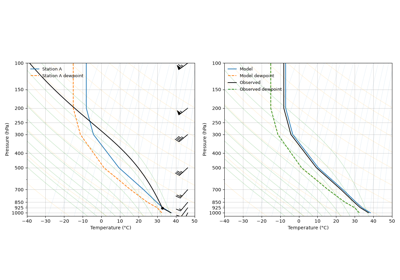 100
150
200
250
300
400
500
700
850
925
1000
Pressure (hPa)
Station A
Station A dewpoint
−40 −30 −20 −10 0 10 20 30 40 50
Temperature (°C)
100
150
200
250
300
400
500
700
850
925
1000
Pressure (hPa)
Model
Model dewpoint
Observed
Observed dewpoint
−40 −30 −20 −10 0 10 20 30 40 50
Temperature (°C)